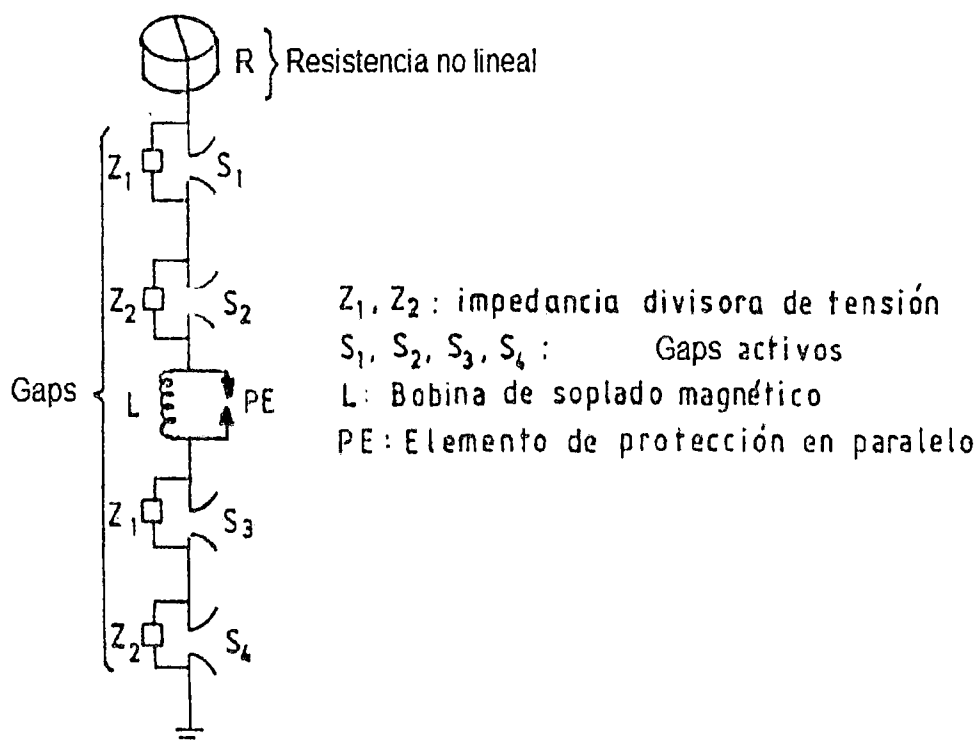 R } Resistencia no lineal
Z₁ S₁
Z₂ S₂
Gaps L PE
Z₁ S₃
Z₂ S₄
Z₁, Z₂ : impedancia divisora de tensión
S₁, S₂, S₃, S₄ : Gaps activos
L: Bobina de soplado magnético
PE: Elemento de protección en paralelo